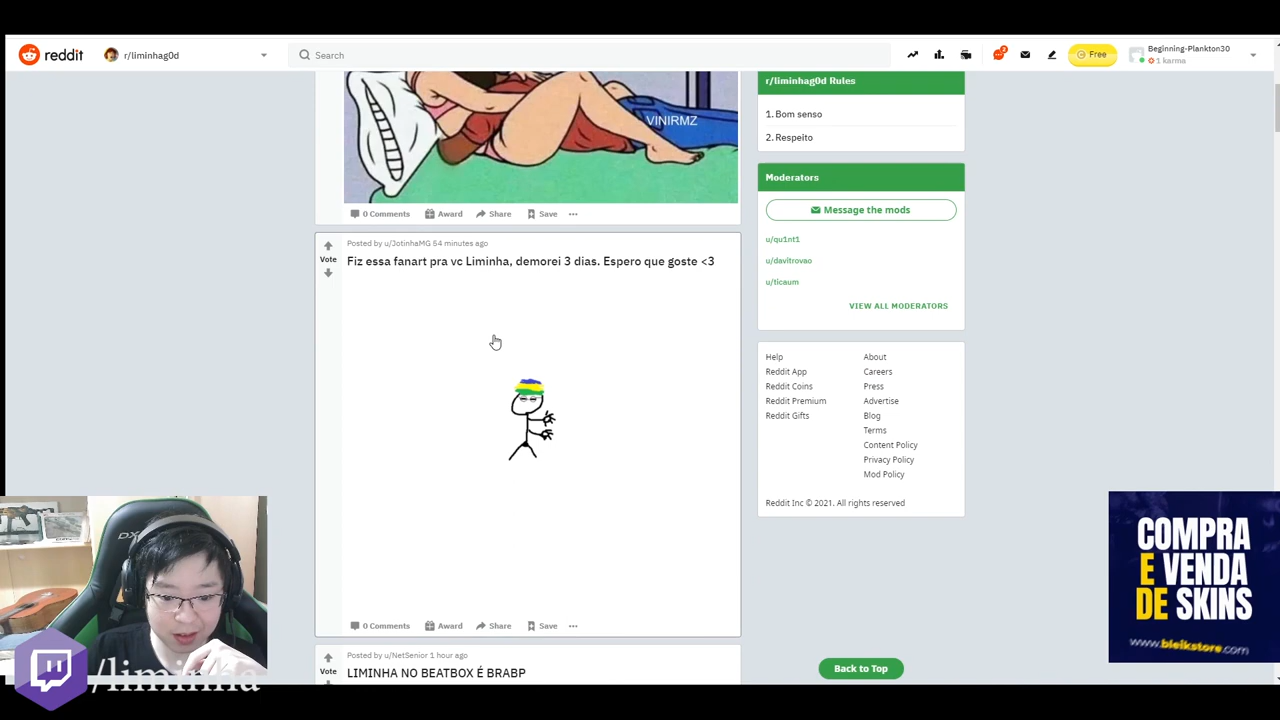 reddit
r/liminhag0d
Search
2
Free
Beginning-Plankton30
1 karma
VINIRMZ
0 Comments
Award
Share
Save
r/liminhag0d Rules
1. Bom senso
2. Respeito
Moderators
Message the mods
u/qu1nt1
u/davitrovao
u/ticaum
VIEW ALL MODERATORS
Vote
Posted by u/JotinhaMG 54 minutes ago
Fiz essa fanart pra vc Liminha, demorei 3 dias. Espero que goste <3
0 Comments
Award
Share
Save
Help
Reddit App
Reddit Coins
Reddit Premium
Reddit Gifts
About
Careers
Press
Advertise
Blog
Terms
Content Policy
Privacy Policy
Mod Policy
Reddit Inc © 2021. All rights reserved
Vote
Posted by u/NetSenior 1 hour ago
LIMINHA NO BEATBOX É BRABP
Back to Top
DX
/liminha
COMPRA
E VENDA
DE SKINS
www.bleikstore.com